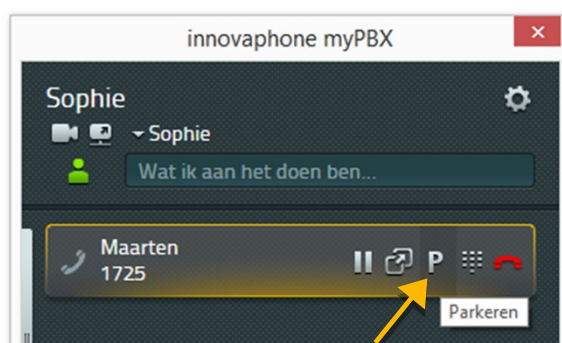 innovaphone myPBX
Sophie
Sophie
Wat ik aan het doen ben...
Maarten
1725
P
Parkeren